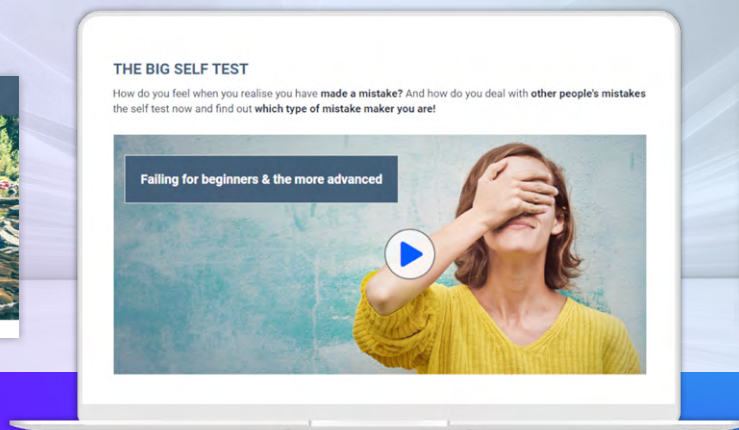 THE BIG SELF TEST
How do you feel when you realise you have made a mistake? And how do you deal with other people's mistakes
the self test now and find out which type of mistake maker you are!
Failing for beginners & the more advanced